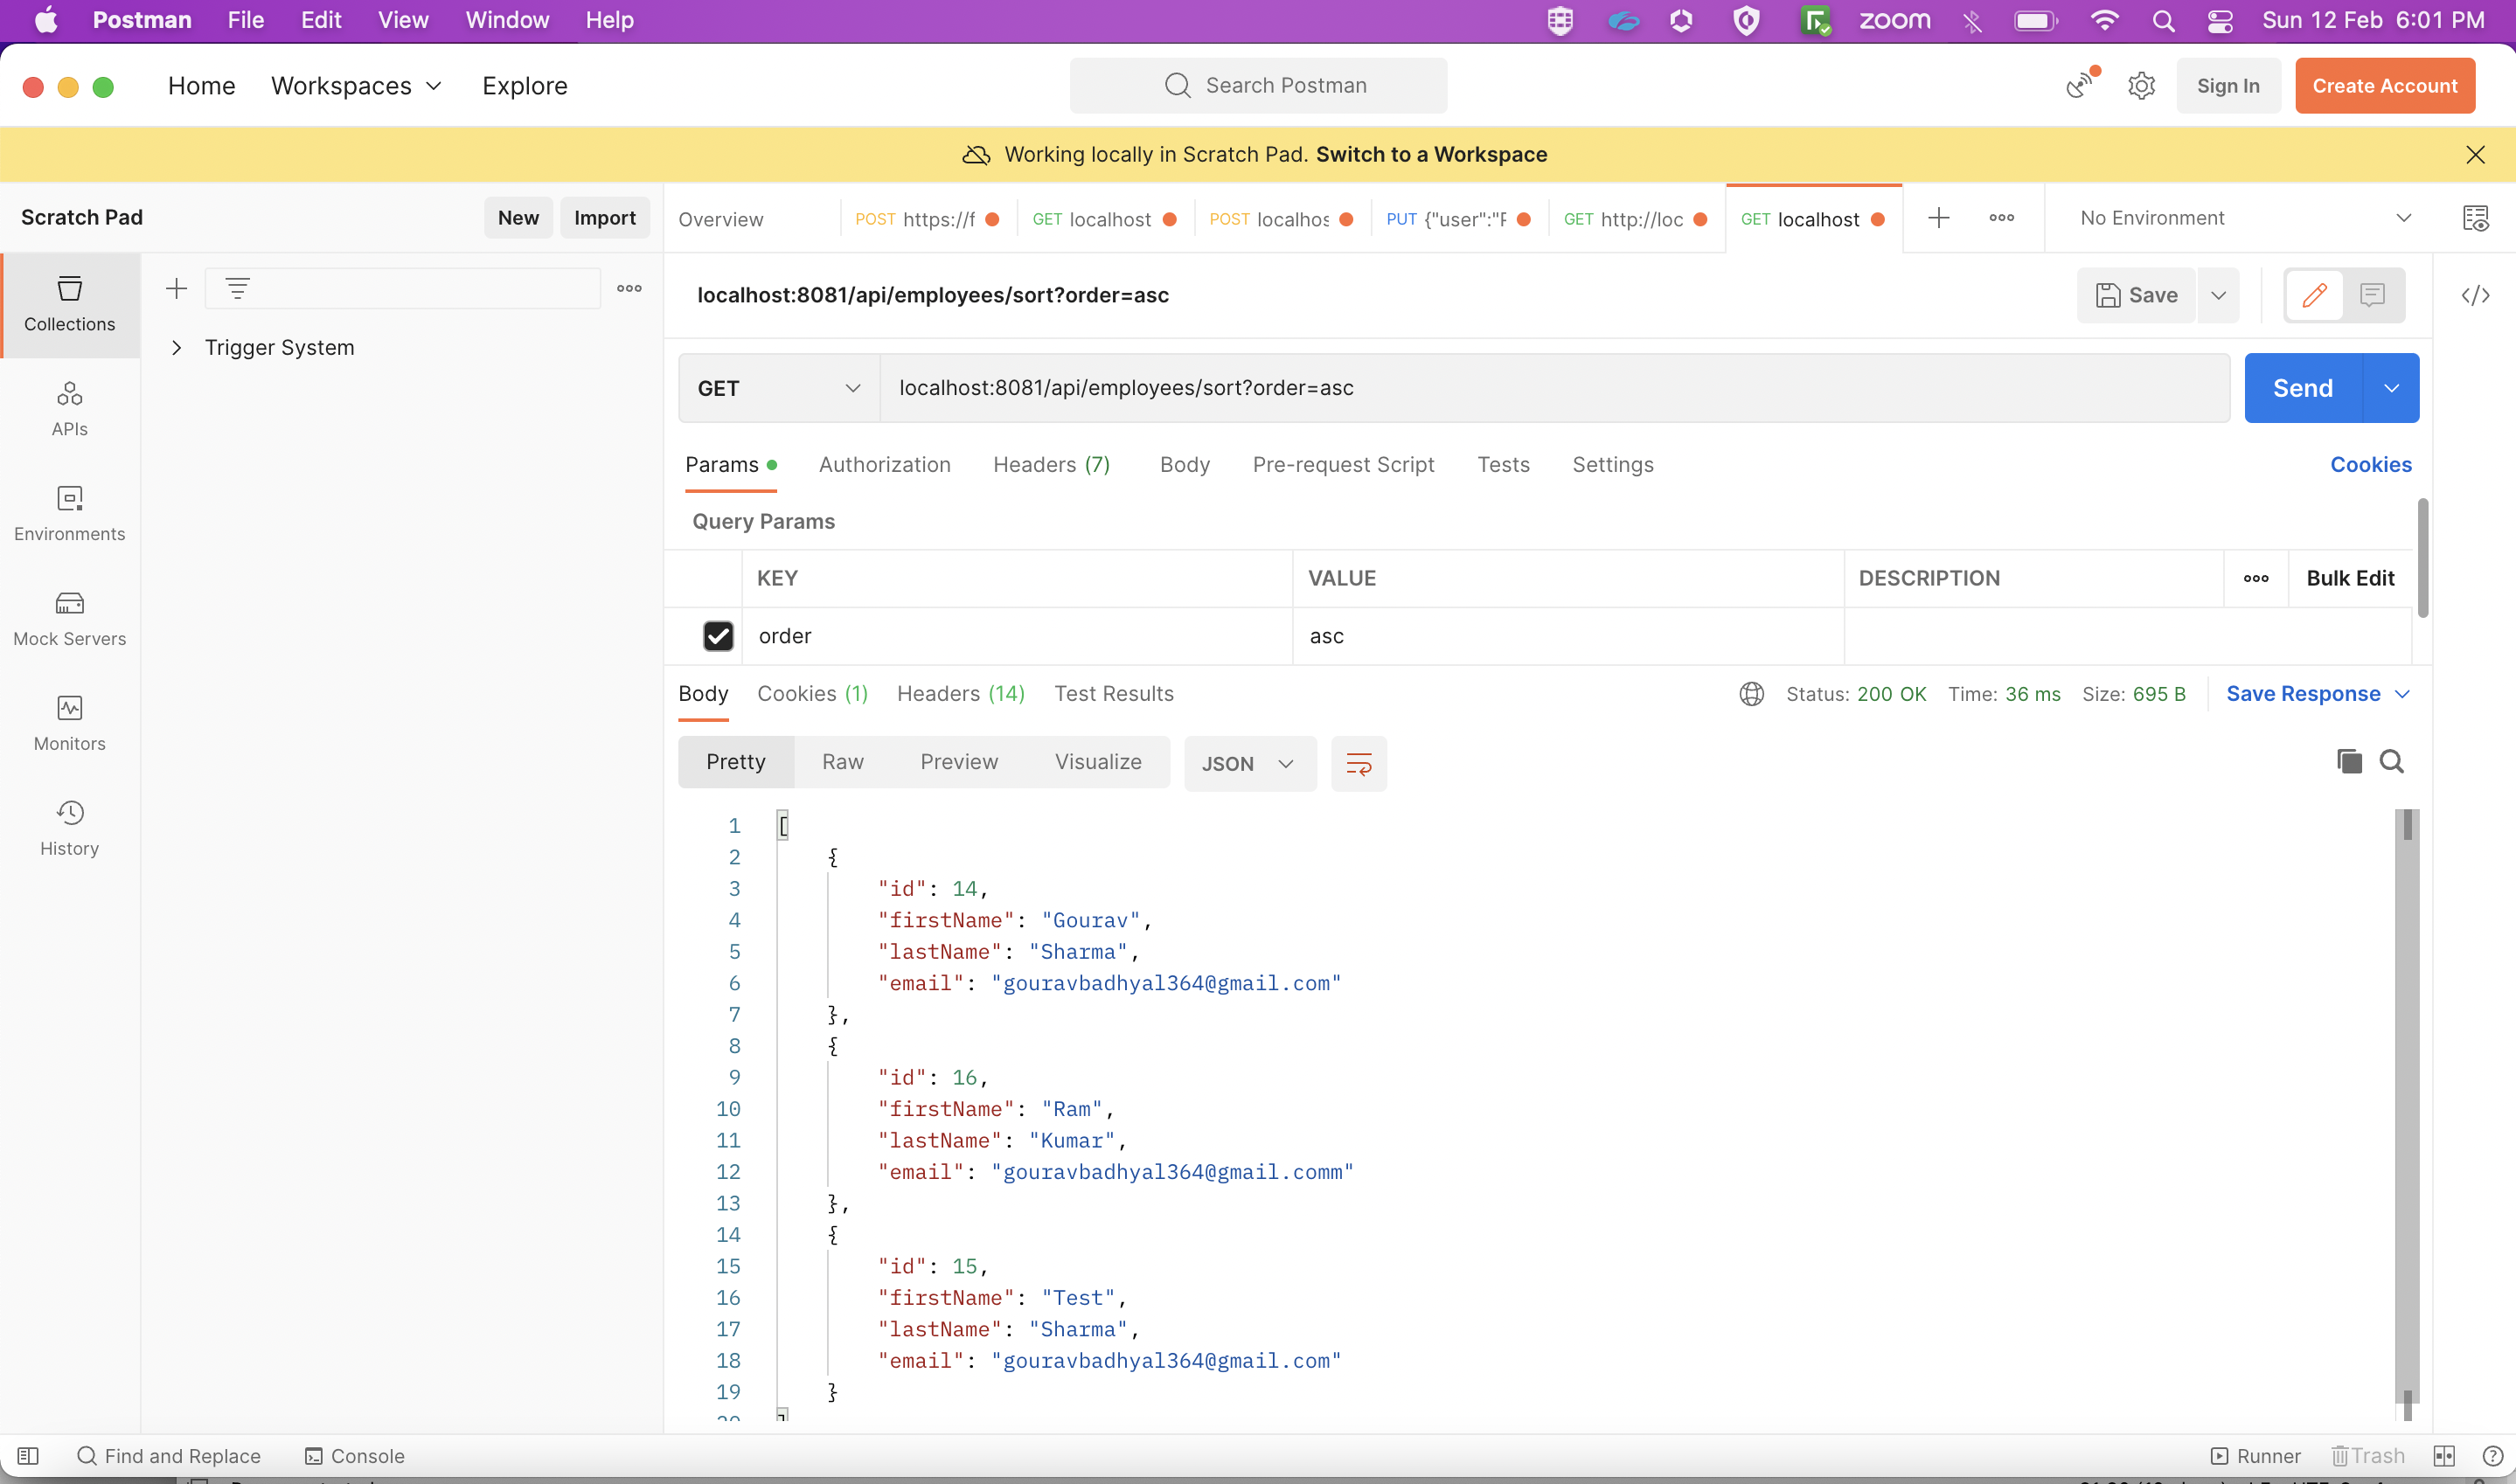 Postman File Edit View Window Help zoom Sun 12 Feb 6:01 PM
Home Workspaces Explore Search Postman Sign In Create Account
Working locally in Scratch Pad. Switch to a Workspace
Scratch Pad New Import Overview POST https://f GET localhost POST localhos PUT {"user":"F GET http://loc GET localhost No Environment
Collections
Trigger System
APIs
Environments
Mock Servers
Monitors
History
localhost:8081/api/employees/sort?order=asc Save
GET localhost:8081/api/employees/sort?order=asc Send
Params Authorization Headers (7) Body Pre-request Script Tests Settings Cookies
Query Params
KEY VALUE DESCRIPTION Bulk Edit
order asc
Body Cookies (1) Headers (14) Test Results Status: 200 OK Time: 36 ms Size: 695 B Save Response
Pretty Raw Preview Visualize JSON
1 [
2 {
3 "id": 14,
4 "firstName": "Gourav",
5 "lastName": "Sharma",
6 "email": "gouravbadhyal364@gmail.com"
7 },
8 {
9 "id": 16,
10 "firstName": "Ram",
11 "lastName": "Kumar",
12 "email": "gouravbadhyal364@gmail.comm"
13 },
14 {
15 "id": 15,
16 "firstName": "Test",
17 "lastName": "Sharma",
18 "email": "gouravbadhyal364@gmail.com"
19 }
20 ]
Find and Replace Console Runner Trash